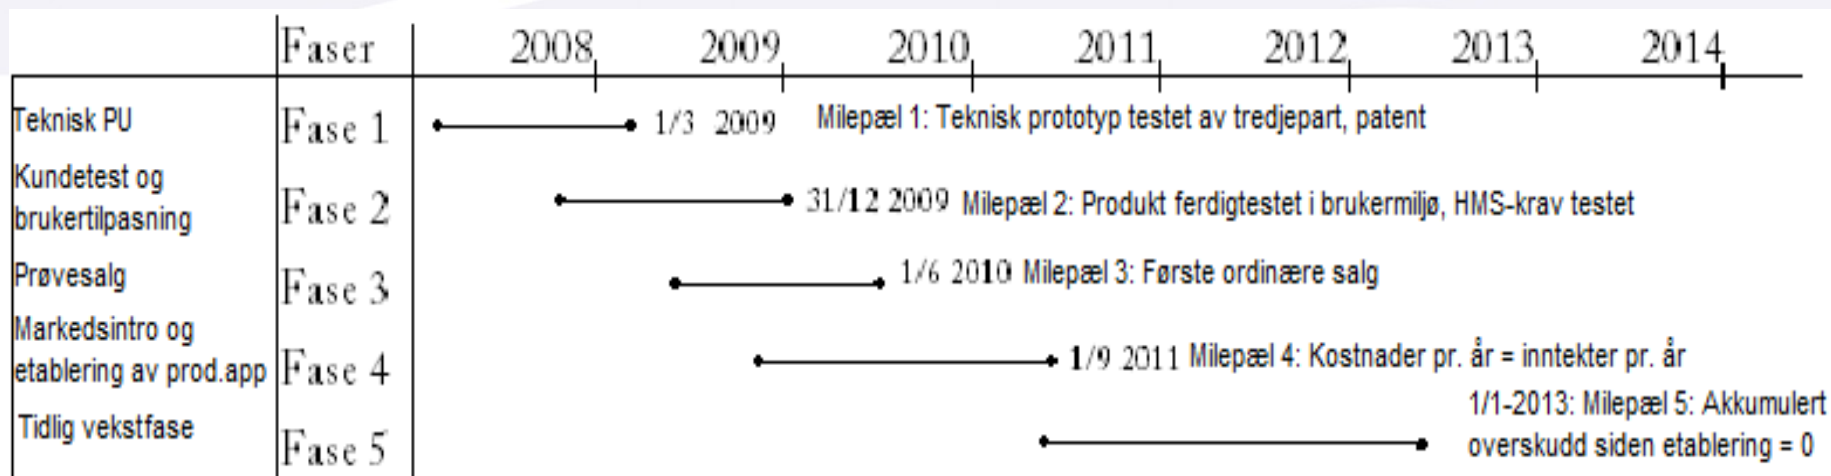 Faser 2008 2009 2010 2011 2012 2013 2014
Teknisk PU Fase 1 1/3 2009 Milepæl 1: Teknisk prototyp testet av tredjepart, patent
Kundetest og
brukertilpasning Fase 2 31/12 2009 Milepæl 2: Produkt ferdigtestet i brukermiljø, HMS-krav testet
Prøvesalg Fase 3 1/6 2010 Milepæl 3: Første ordinære salg
Markedsintro og
etablering av prod.app Fase 4 1/9 2011 Milepæl 4: Kostnader pr. år = inntekter pr. år
1/1-2013: Milepæl 5: Akkumulert
Tidlig vekstfase Fase 5 overskudd siden etablering = 0